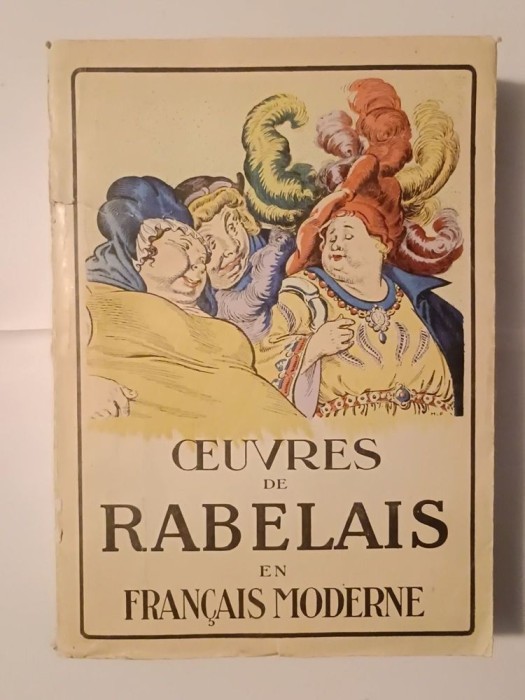 ŒUVRES
DE
RABELAIS
EN
FRANÇAIS MODERNE